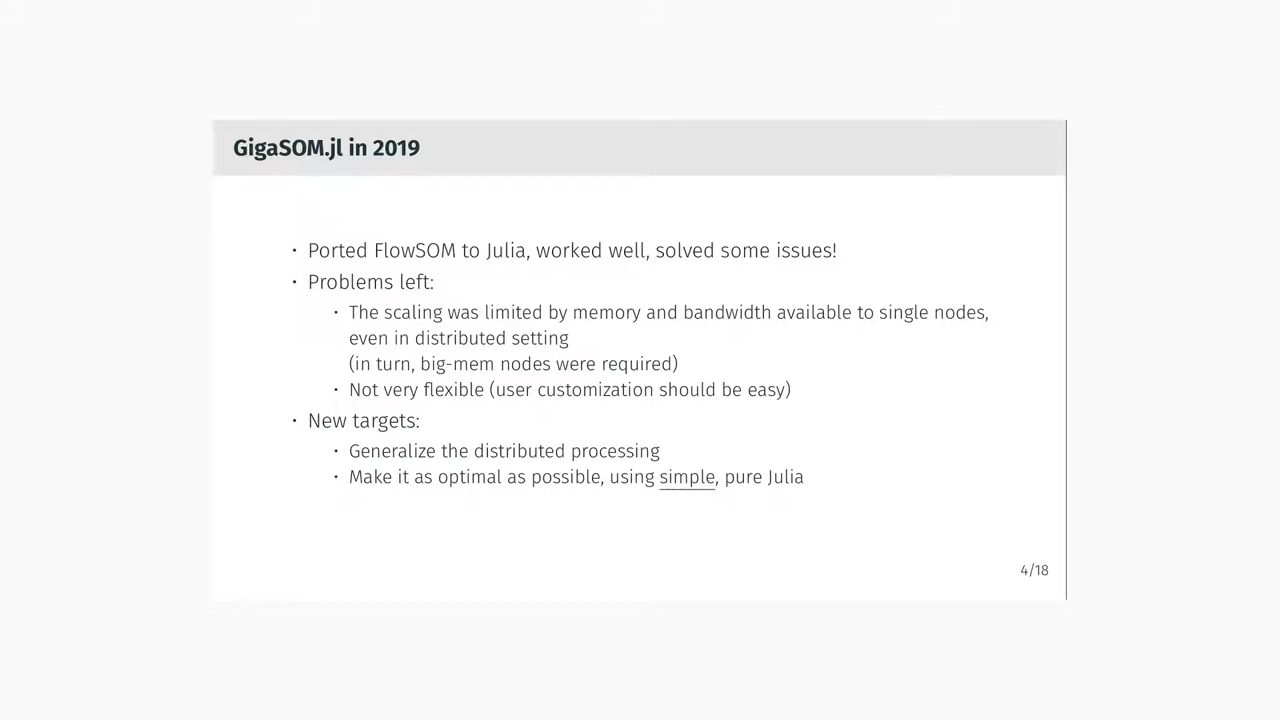 GigaSOM.jl in 2019
· Ported FlowSOM to Julia, worked well, solved some issues!
· Problems left:
· The scaling was limited by memory and bandwidth available to single nodes,
even in distributed setting
(in turn, big-mem nodes were required)
· Not very flexible (user customization should be easy)
· New targets:
· Generalize the distributed processing
· Make it as optimal as possible, using simple, pure Julia
4/18